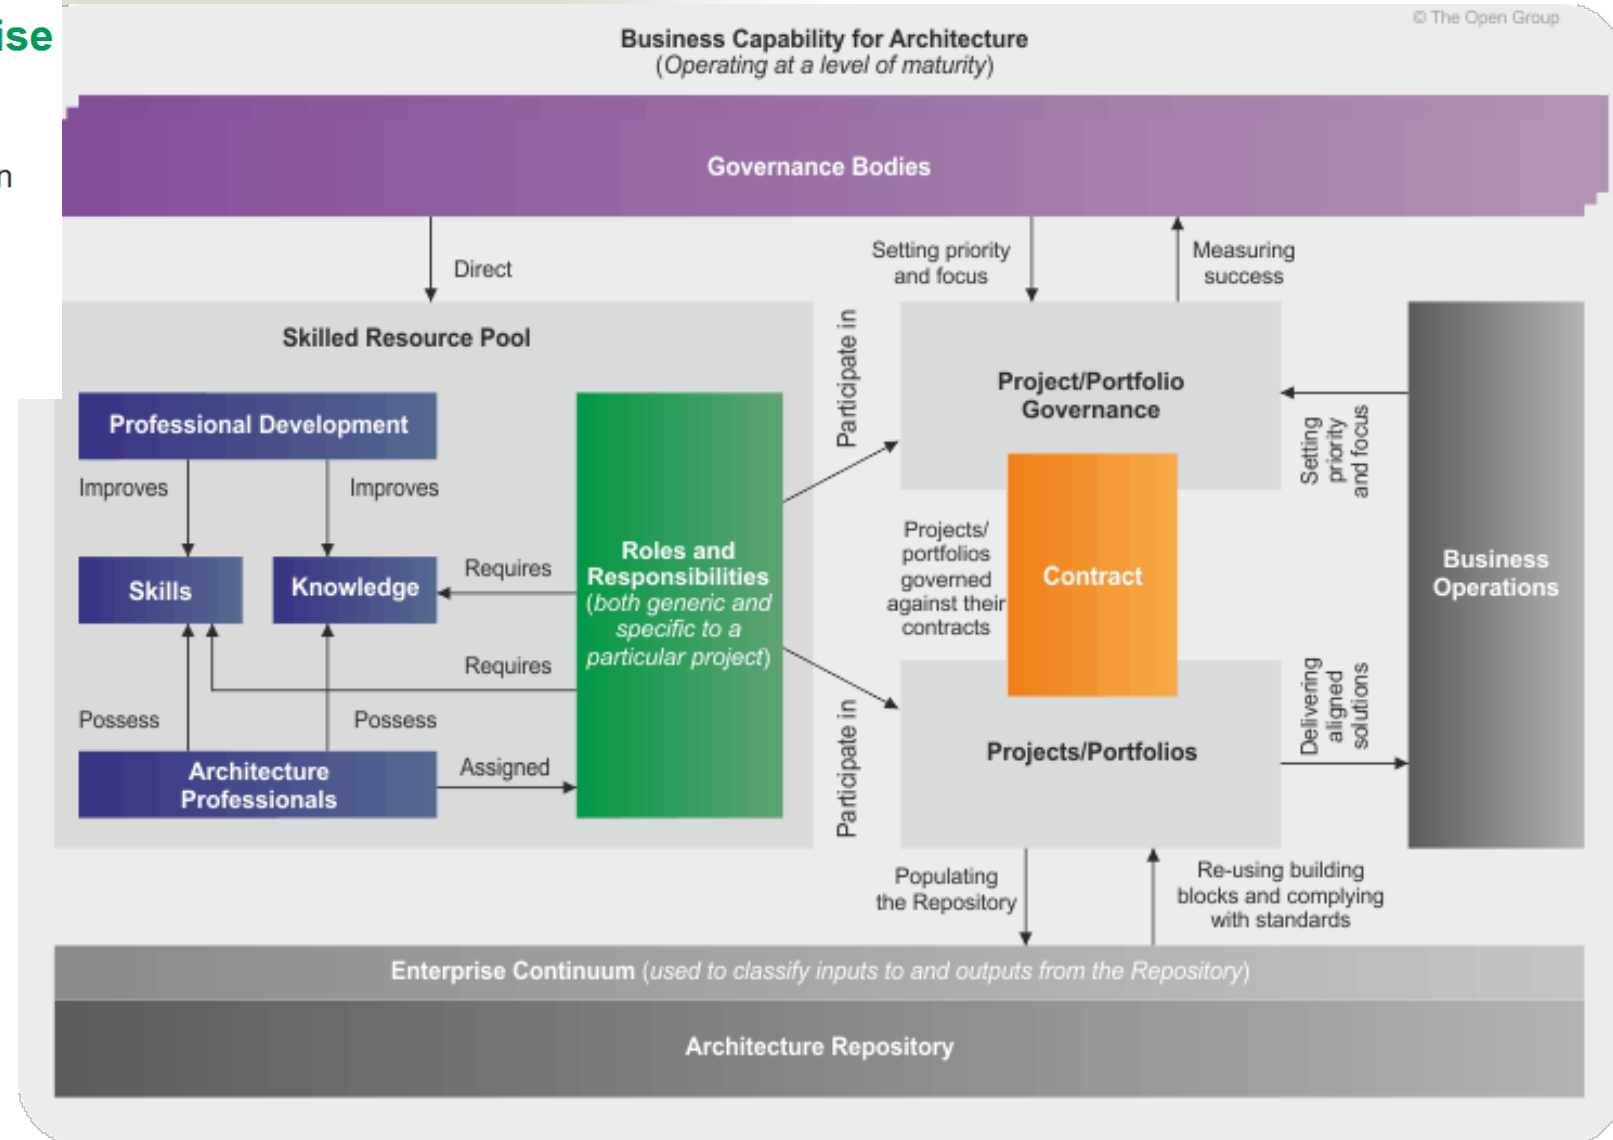 © The Open Group
ise
n
Business Capability for Architecture
(Operating at a level of maturity)
Governance Bodies
Direct
Setting priority
and focus
Measuring
success
Skilled Resource Pool
Professional Development
Improves
Improves
Skills
Knowledge
Requires
Requires
Possess
Possess
Architecture
Professionals
Assigned
Roles and
Responsibilities
(both generic and
specific to a
particular project)
Participate in
Participate in
Project/Portfolio
Governance
Projects/
portfolios
governed
against their
contracts
Contract
Projects/Portfolios
Setting
priority
and focus
Delivering
aligned
solutions
Business
Operations
Populating
the Repository
Re-using building
blocks and complying
with standards
Enterprise Continuum (used to classify inputs to and outputs from the Repository)
Architecture Repository